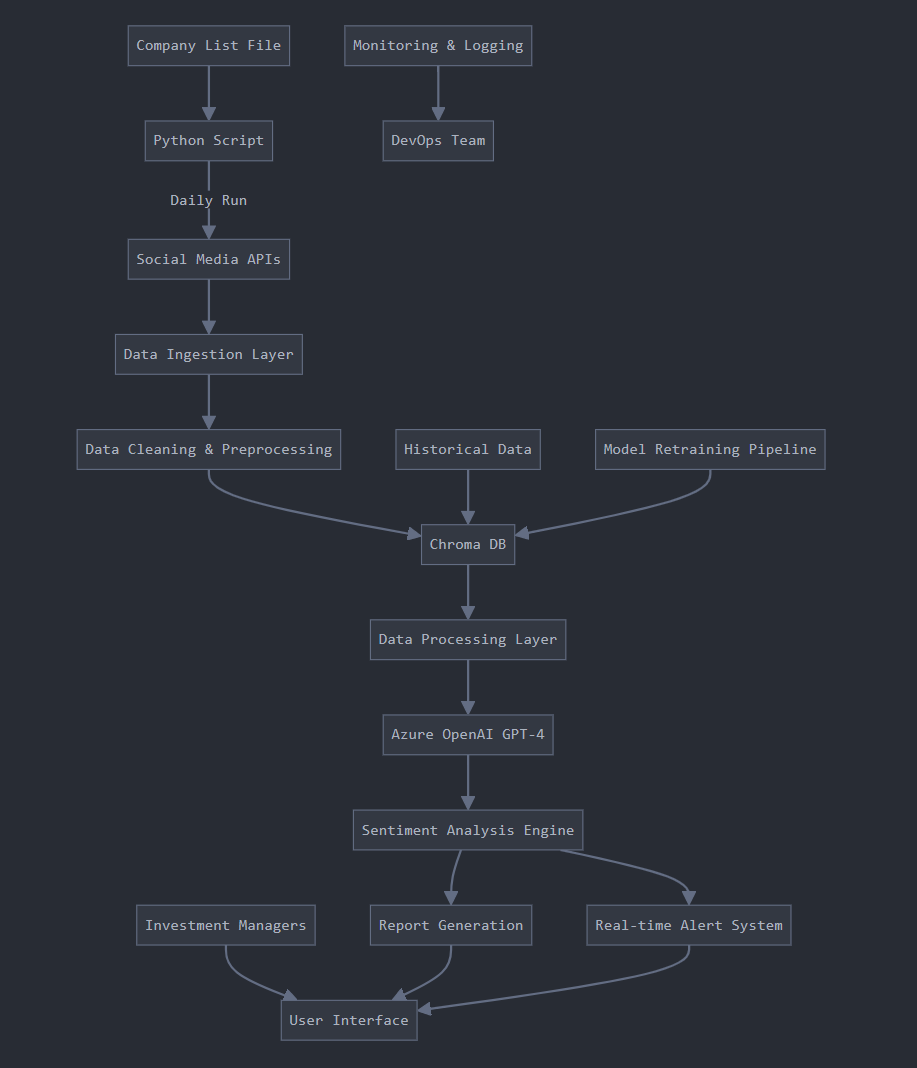 Company List File
Monitoring & Logging
Python Script
DevOps Team
Daily Run
Social Media APIs
Data Ingestion Layer
Data Cleaning & Preprocessing
Historical Data
Model Retraining Pipeline
Chroma DB
Data Processing Layer
Azure OpenAI GPT-4
Sentiment Analysis Engine
Investment Managers
Report Generation
Real-time Alert System
User Interface